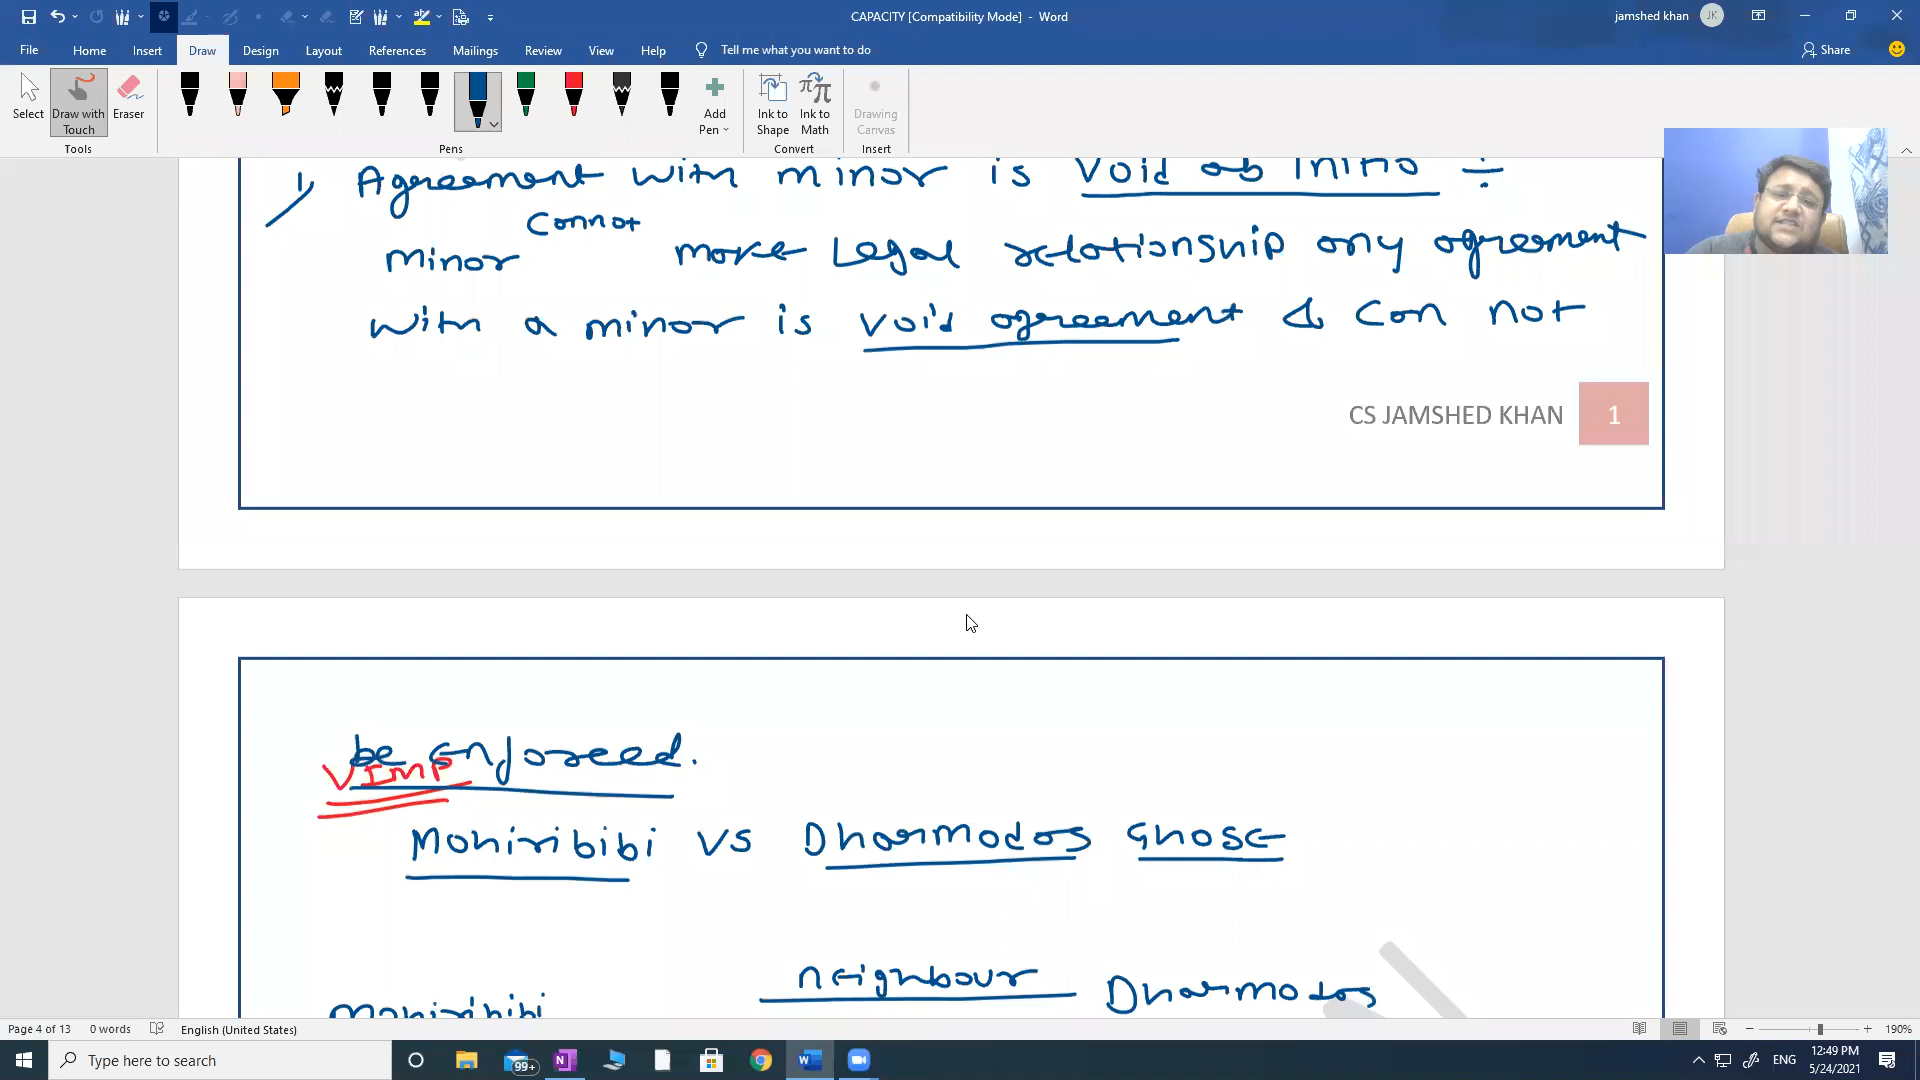 CAPACITY [Compatibility Mode] - Word
jamshed khan JK
File Home Insert Draw Design Layout References Mailings Review View Help Tell me what you want to do Share
Select Draw with Touch Eraser Add Pen Ink to Shape Ink to Math Drawing Canvas
Tools Pens Convert Insert
1) Agreement with minor is void ab initio ÷
cannot
minor make Legal relationship any agreement
with a minor is void agreement & can not
CS JAMSHED KHAN 1
be enforced.
VIMP
Mohiribibi VS Dharmodas Ghose
neighbour
Mohiribibi Dharmodas
Page 4 of 13 0 words English (United States) 190%
Type here to search
99+
ENG
12:49 PM
5/24/2021